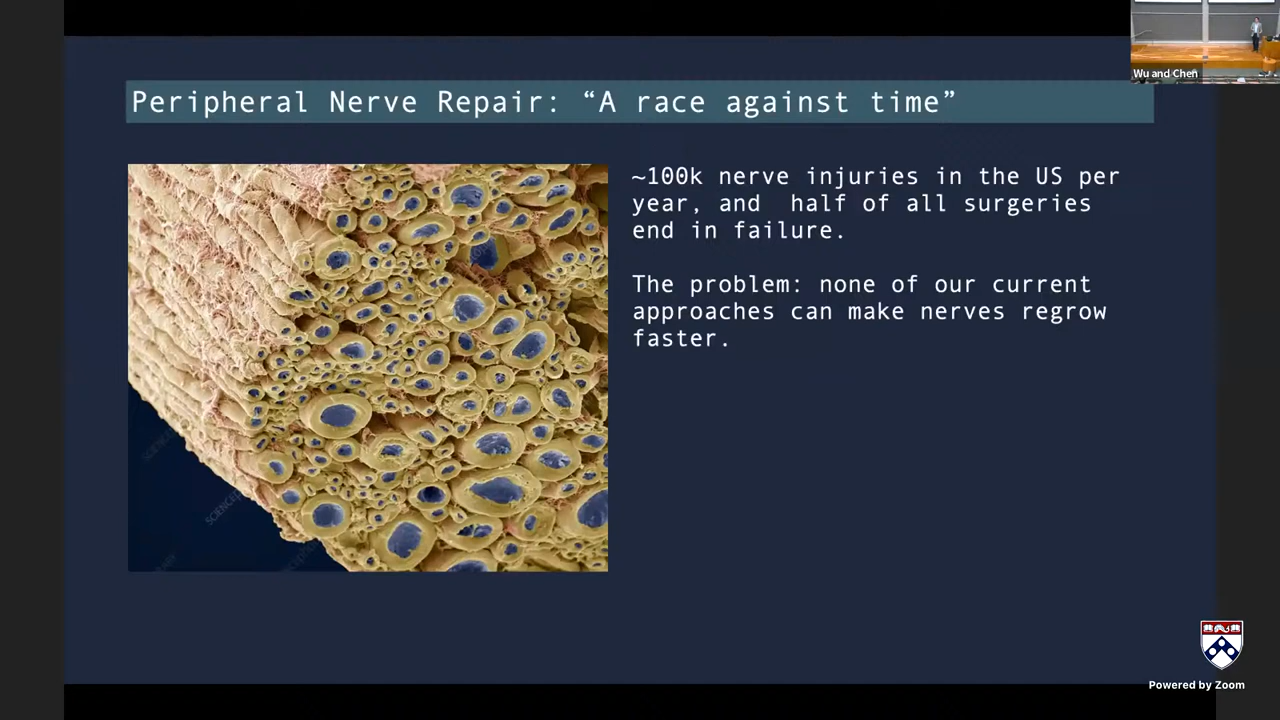 Wu and Chen
Peripheral Nerve Repair: “A race against time”
~100k nerve injuries in the US per
year, and half of all surgeries
end in failure.
The problem: none of our current
approaches can make nerves regrow
faster.
Powered by Zoom